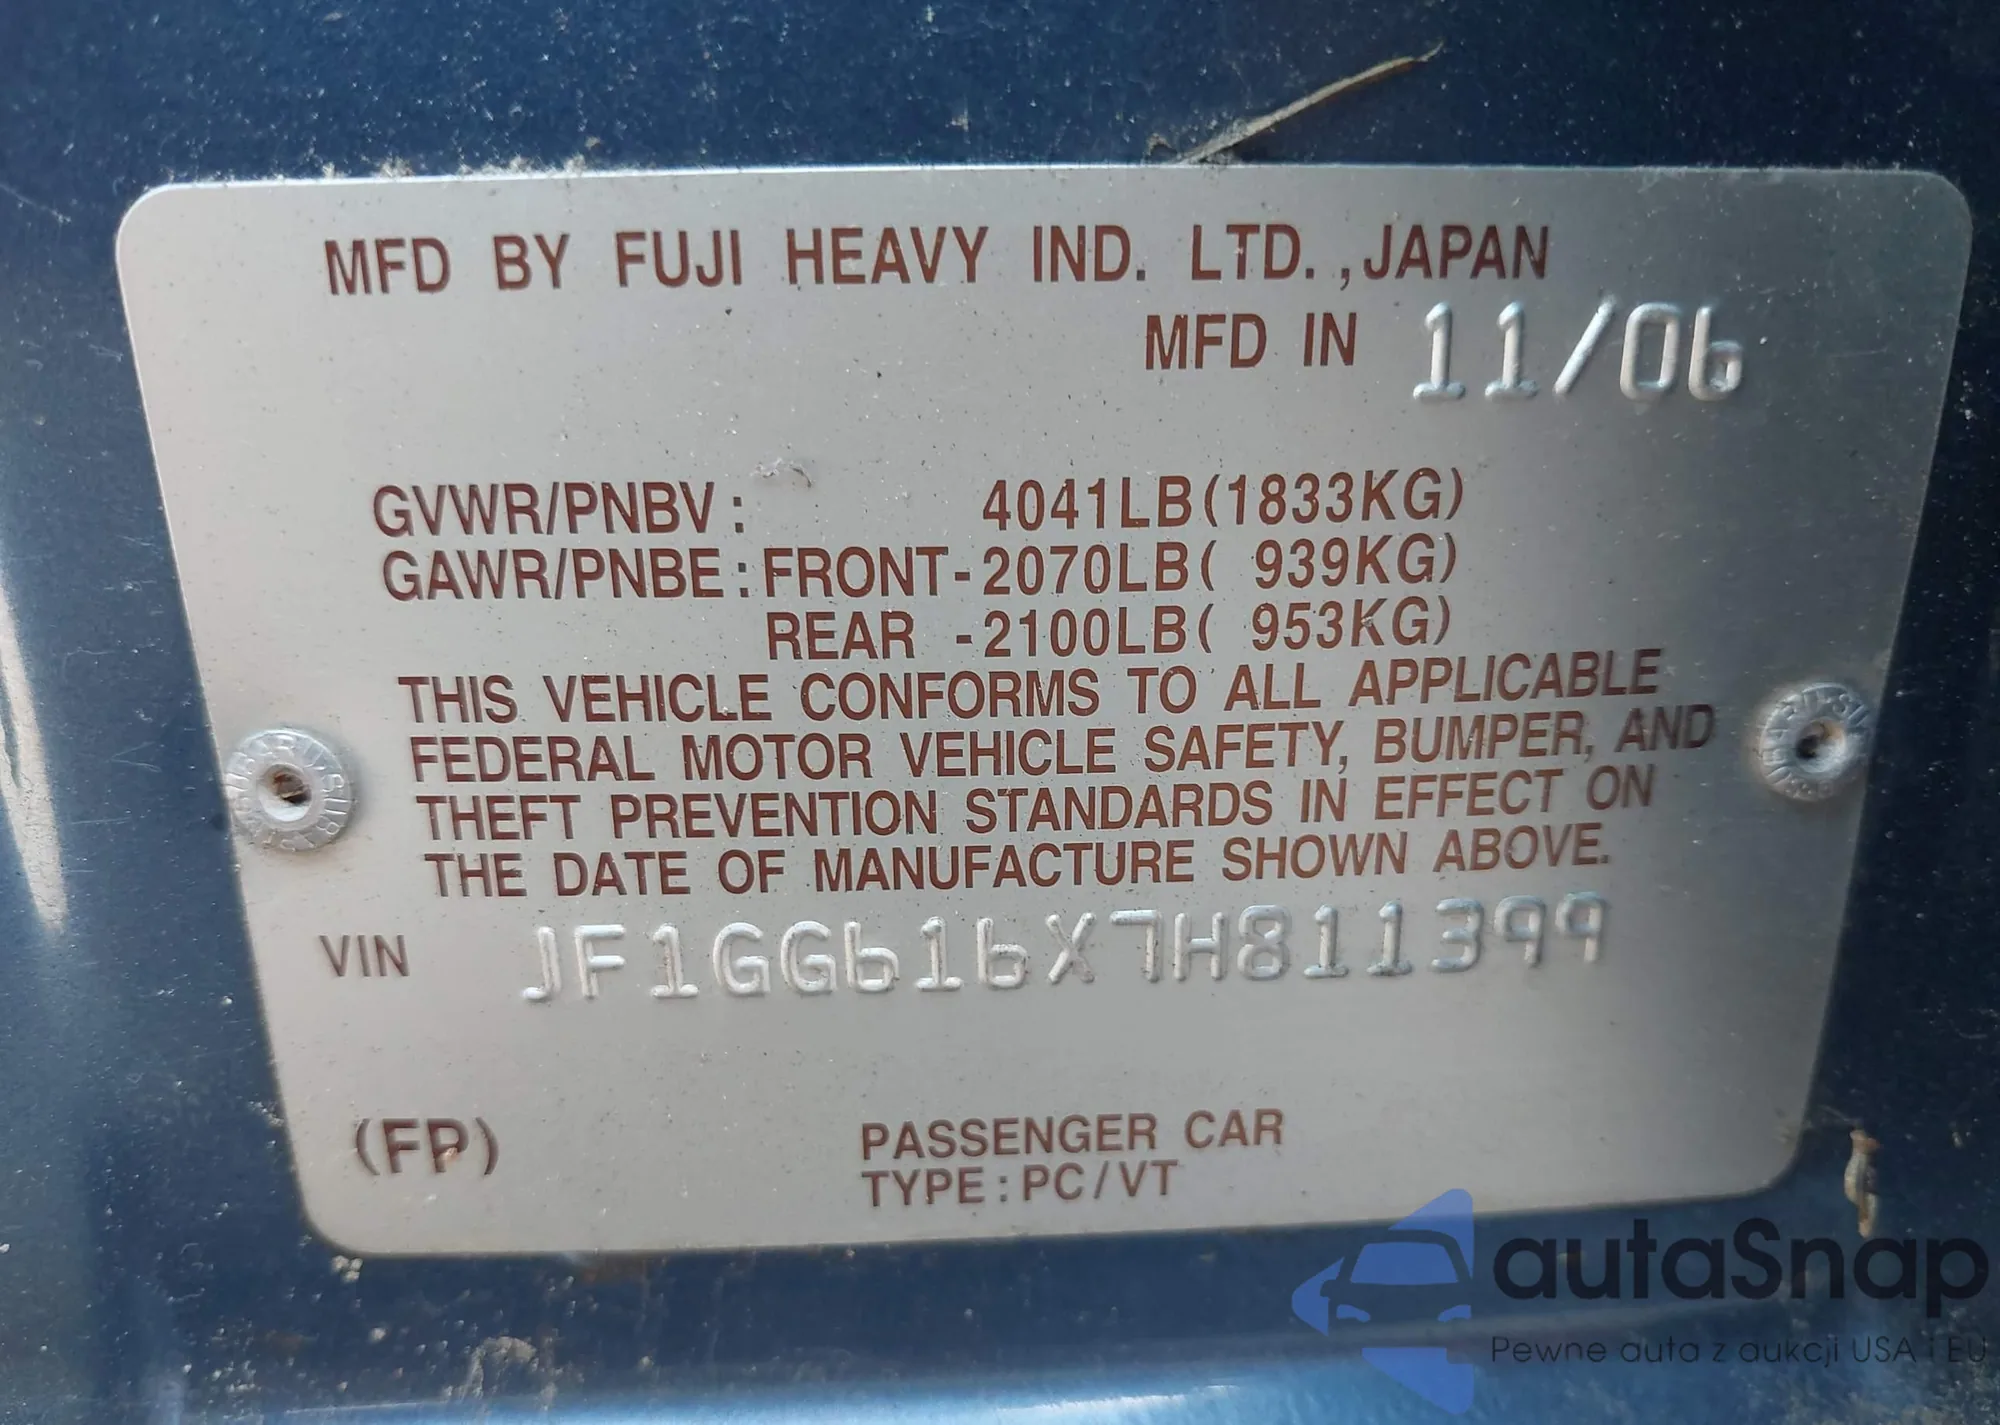 MFD BY FUJI HEAVY IND. LTD.,JAPAN
MFD IN 11/06
GVWR/PNBV: 4041LB(1833KG)
GAWR/PNBE:FRONT-2070LB( 939KG)
REAR -2100LB( 953KG)
THIS VEHICLE CONFORMS TO ALL APPLICABLE
FEDERAL MOTOR VEHICLE SAFETY, BUMPER, AND
THEFT PREVENTION STANDARDS IN EFFECT ON
THE DATE OF MANUFACTURE SHOWN ABOVE.
VIN JF1GG616X7H811399
(FP)
PASSENGER CAR
TYPE:PC/VT
autaSnap
Pewne auta z aukcji USA i EU